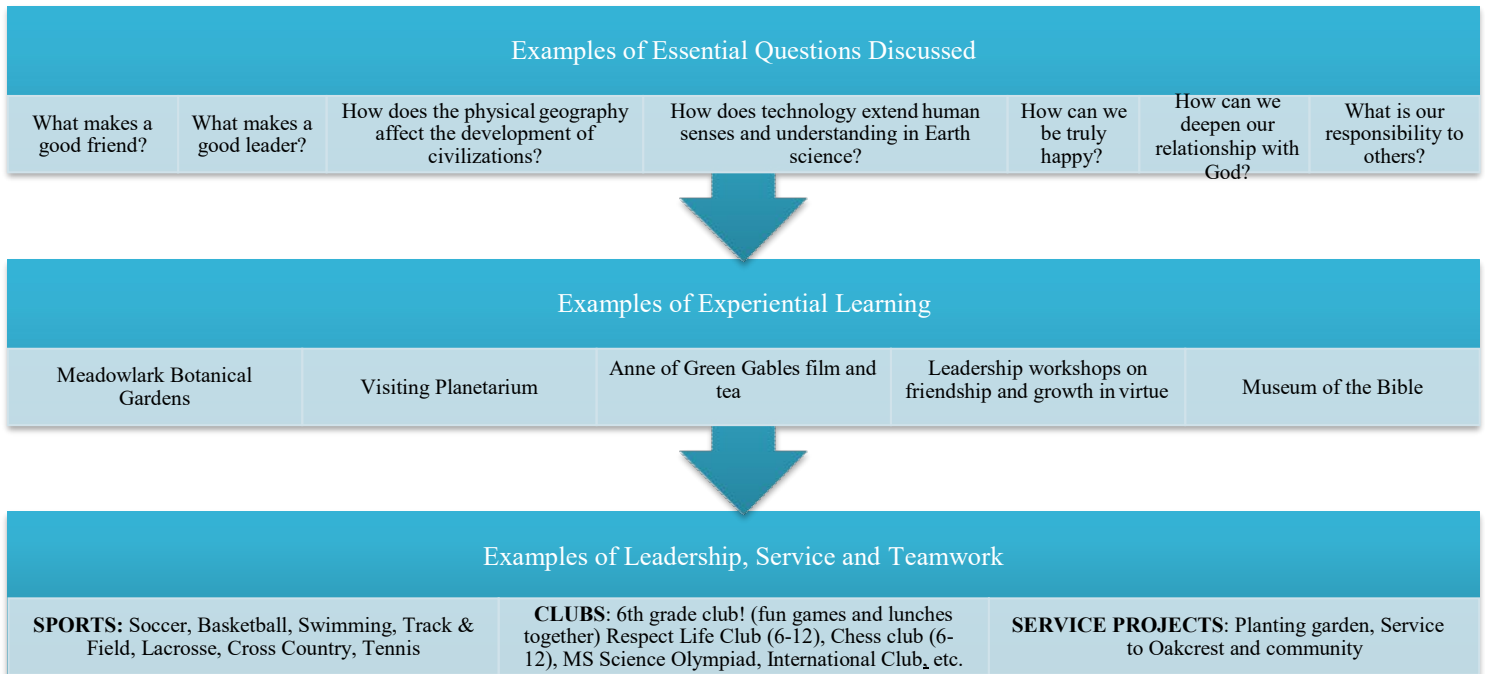 Examples of Essential Questions Discussed
What makes a
good friend?
What makes a
good leader?
How does the physical geography
affect the development of
civilizations?
How does technology extend human
senses and understanding in Earth
science?
How can we
be truly
happy?
How can we
deepen our
relationship with
God?
What is our
responsibility to
others?
Examples of Experiential Learning
Meadowlark Botanical
Gardens
Visiting Planetarium
Anne of Green Gables film and
tea
Leadership workshops on
friendship and growth in virtue
Museum of the Bible
Examples of Leadership, Service and Teamwork
SPORTS: Soccer, Basketball, Swimming, Track &
Field, Lacrosse, Cross Country, Tennis
CLUBS: 6th grade club! (fun games and lunches
together) Respect Life Club (6-12), Chess club (6-
12), MS Science Olympiad, International Club, etc.
SERVICE PROJECTS: Planting garden, Service
to Oakcrest and community